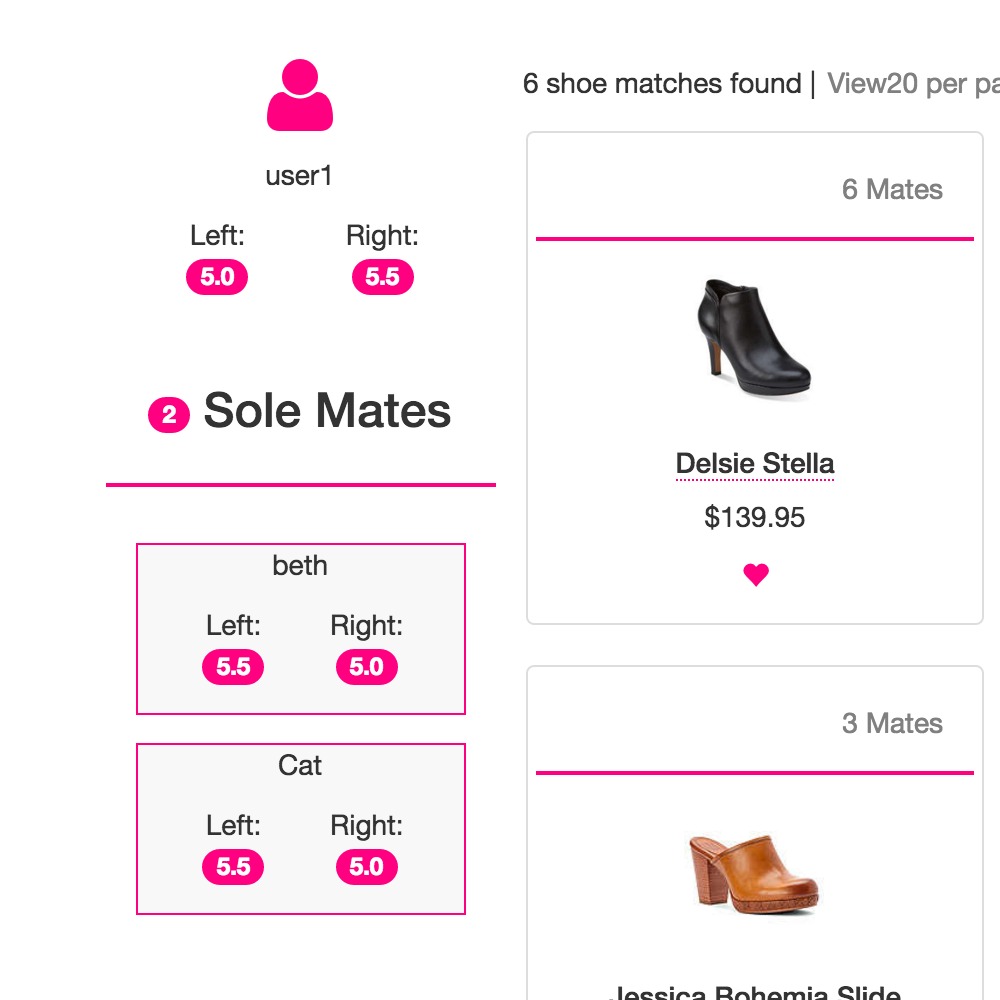 user1
Left: Right:
5.0 5.5
2 Sole Mates
beth
Left: Right:
5.5 5.0
Cat
Left: Right:
5.5 5.0
6 shoe matches found | View20 per pa
6 Mates
Delsie Stella
$139.95
3 Mates
Jessica Bohemia Slide